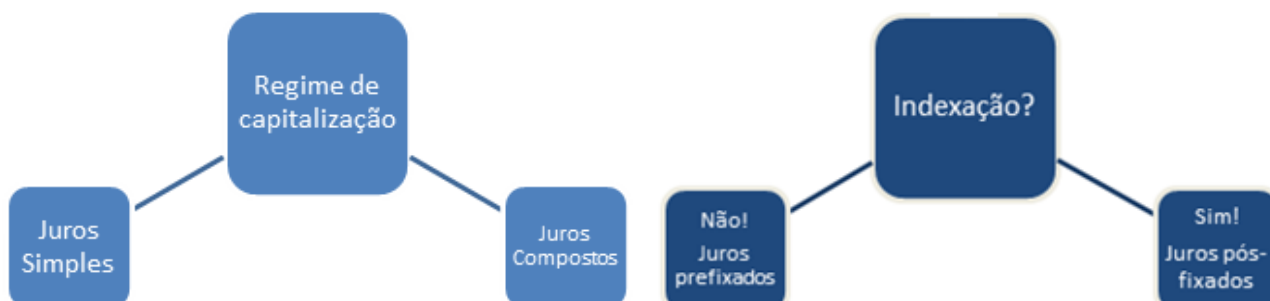 Regime de
capitalização
Juros
Simples
Juros
Compostos
Indexação?
Não!
Juros
prefixados
Sim!
Juros pós-
fixados